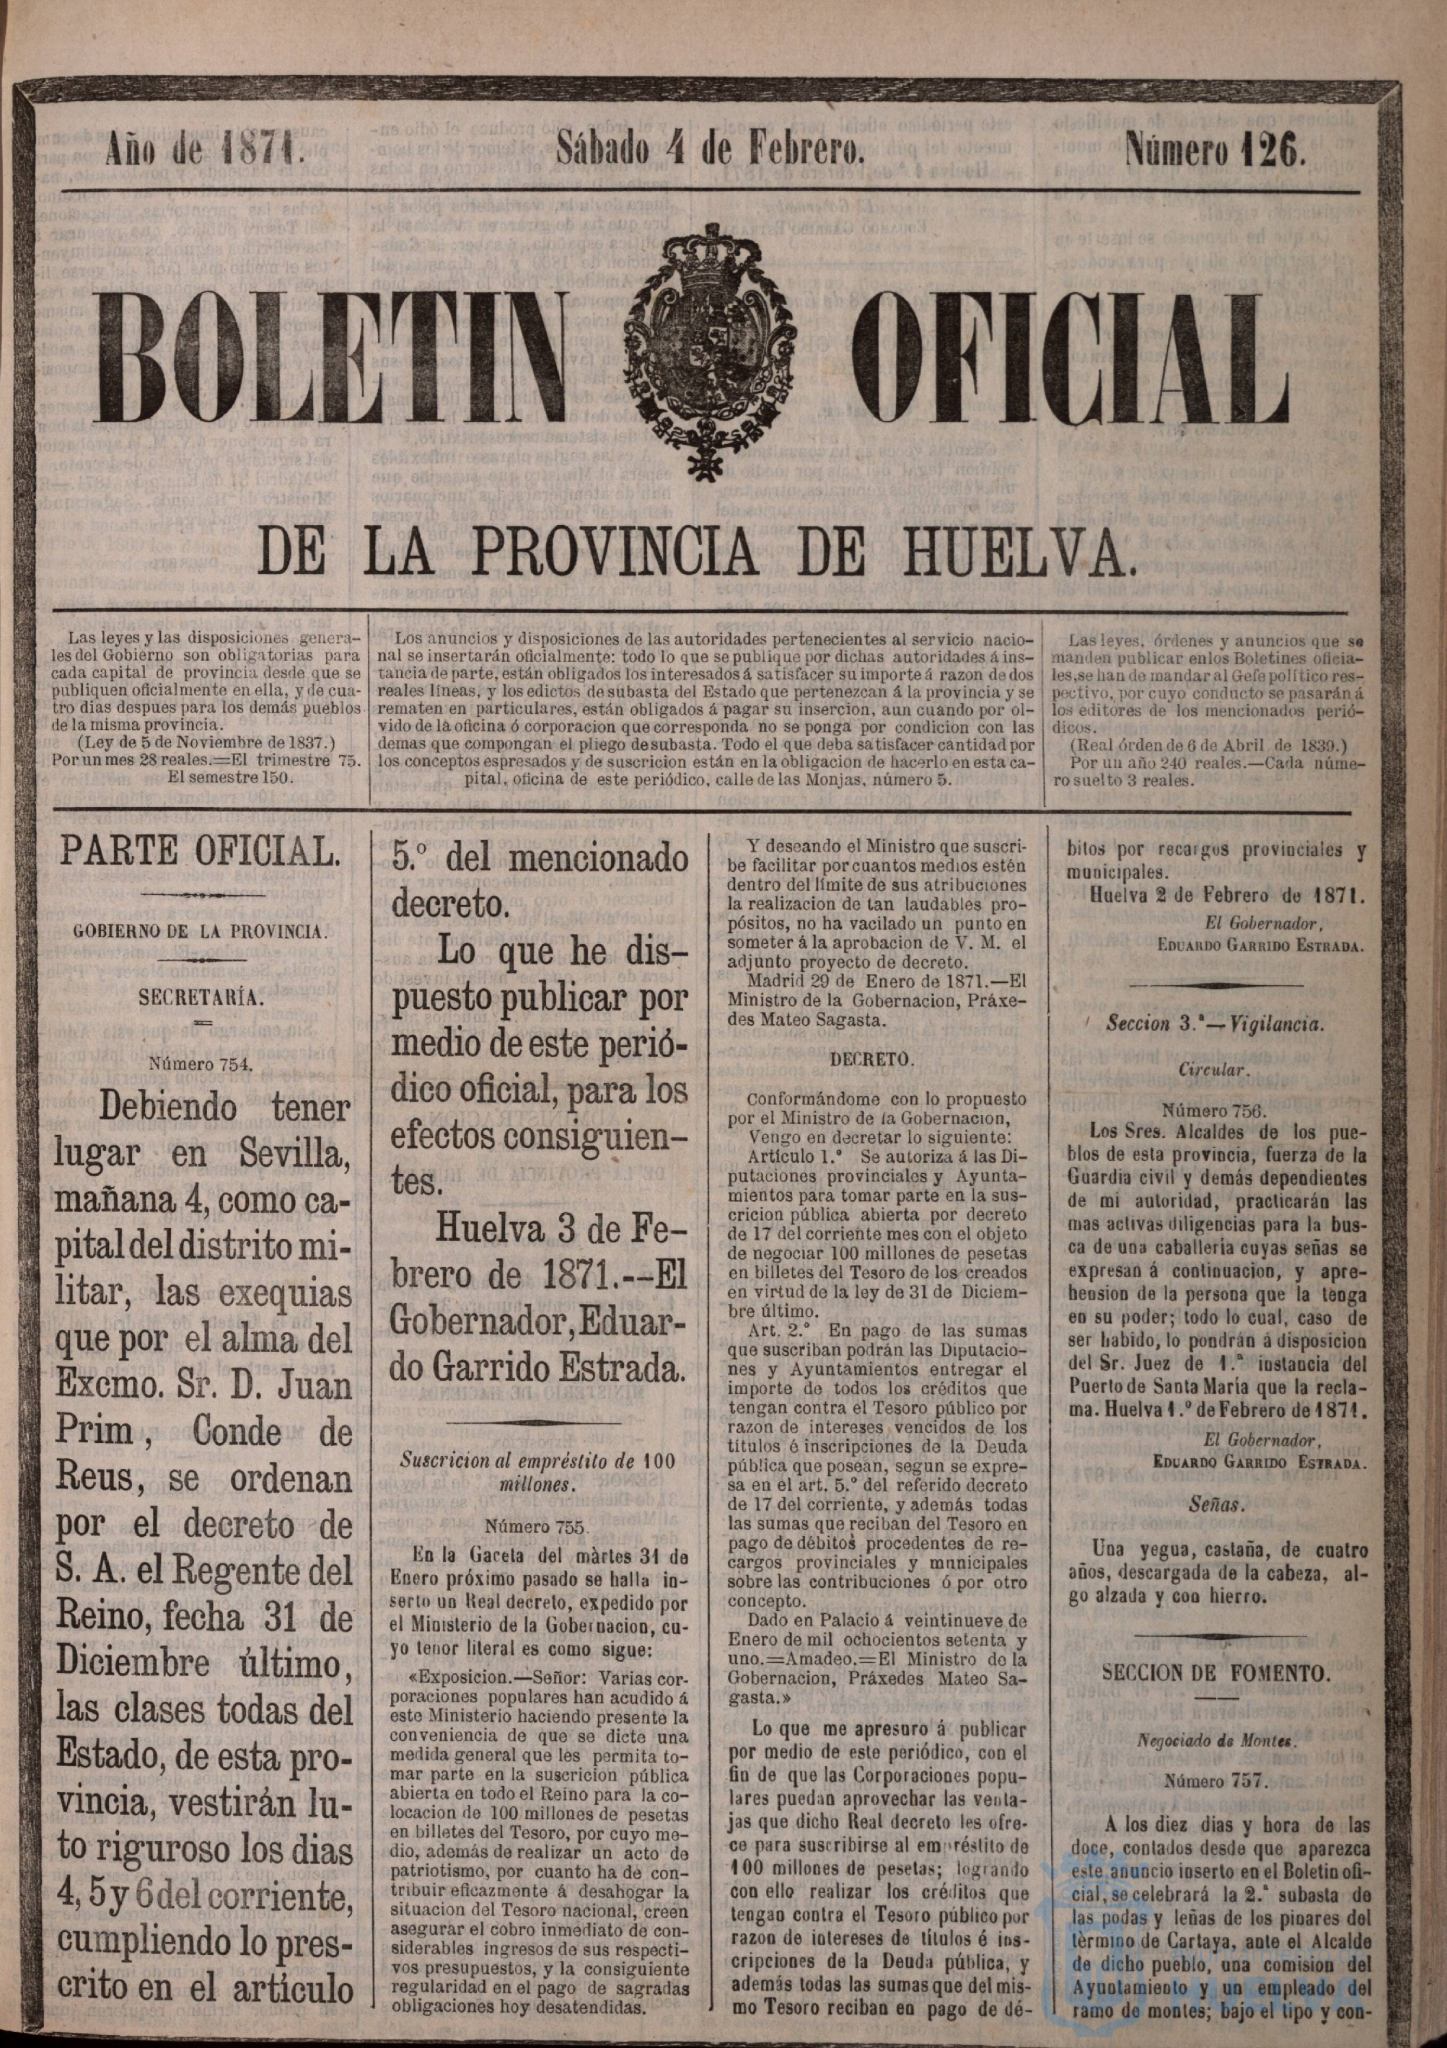 Año de 1871.
Sábado 4 de Febrero.
Número 126.
BOLETIN OFICIAL
DE LA PROVINCIA DE HUELVA.
Las leyes y las disposiciones genera-
les del Gobierno son obligatorias para
cada capital de provincia desde que se
publiquen oficialmente en ella, y de cua-
tro dias despues para los demás pueblos
de la misma provincia.
(Ley de 5 de Noviembre de 1837.)
Por un mes 28 reales.=El trimestre 75.
El semestre 150.
Los anuncios y disposiciones de las autoridades pertenecientes al servicio nacio-
nal se insertarán oficialmente: todo lo que se publique por dichas autoridades á ins-
tancia de parte, están obligados los interesados á satisfacer su importe á razon de dos
reales líneas, y los edictos de subasta del Estado que pertenezcan á la provincia y se
rematen en particulares, están obligados á pagar su insercion, aun cuando por ol-
vido de la oficina ó corporacion que corresponda no se ponga por condicion con las
demas que compongan el pliego de subasta. Todo el que deba satisfacer cantidad por
los conceptos espresados y de suscricion están en la obligacion de hacerlo en esta ca-
pital, oficina de este periódico, calle de las Monjas, número 5.
Las leyes, órdenes y anuncios que se
manden publicar en los Boletines oficia-
les, se han de mandar al Gefe político res-
pectivo, por cuyo conducto se pasarán á
los editores de los mencionados perió-
dicos.
(Real órden de 6 de Abril de 1839.)
Por un año 240 reales.—Cada núme-
ro suelto 3 reales.
PARTE OFICIAL.
GOBIERNO DE LA PROVINCIA.
SECRETARÍA.
Número 754.
Debiendo tener
lugar en Sevilla,
mañana 4, como ca-
pital del distrito mi-
litar, las exequias
que por el alma del
Excmo. Sr. D. Juan
Prim, Conde de
Reus, se ordenan
por el decreto de
S. A. el Regente del
Reino, fecha 31 de
Diciembre último,
las clases todas del
Estado, de esta pro-
vincia, vestirán lu-
to riguroso los dias
4, 5 y 6 del corriente,
cumpliendo lo pres-
crito en el artículo
5.º del mencionado
decreto.
Lo que he dis-
puesto publicar por
medio de este perió-
dico oficial, para los
efectos consiguien-
tes.
Huelva 3 de Fe-
brero de 1871.--El
Gobernador, Eduar-
do Garrido Estrada.
Suscricion al empréstito de 100
millones.
Número 755.
En la Gaceta del màrtes 31 de
Enero próximo pasado se halla in-
serto un Real decreto, expedido por
el Ministerio de la Gobernacion, cu-
yo tenor literal es como sigue:
«Exposicion.—Señor: Varias cor-
poraciones populares han acudido á
este Ministerio haciendo presente la
conveniencia de que se dicte una
medida general que les permita to-
mar parte en la suscricion pública
abierta en todo el Reino para la co-
locacion de 100 millones de pesetas
en billetes del Tesoro, por cuyo me-
dio, además de realizar un acto de
patriotismo, por cuanto ha de con-
tribuir eficazmente á desahogar la
situacion del Tesoro nacional, creen
asegurar el cobro inmediato de con-
siderables ingresos de sus respecti-
vos presupuestos, y la consiguiente
regularidad en el pago de sagradas
obligaciones hoy desatendidas.
Y deseando el Ministro que suscri-
be facilitar por cuantos medios estén
dentro del límite de sus atribuciones
la realizacion de tan laudables pro-
pósitos, no ha vacilado un punto en
someter á la aprobacion de V. M. el
adjunto proyecto de decreto.
Madrid 29 de Enero de 1871.—El
Ministro de la Gobernacion, Práxe-
des Mateo Sagasta.
DECRETO.
Conformándome con lo propuesto
por el Ministro de la Gobernacion,
Vengo en decretar lo siguiente:
Artículo 1.º Se autoriza á las Di-
putaciones provinciales y Ayunta-
mientos para tomar parte en la sus-
cricion pública abierta por decreto
de 17 del corriente mes con el objeto
de negociar 100 millones de pesetas
en billetes del Tesoro de los creados
en virtud de la ley de 31 de Diciem-
bre último.
Art. 2.º En pago de las sumas
que suscriban podrán las Diputacio-
nes y Ayuntamientos entregar el
importe de todos los créditos que
tengan contra el Tesoro público por
razon de intereses vencidos de los
títulos é inscripciones de la Deuda
pública que posean, segun se expre-
sa en el art. 5.º del referido decreto
de 17 del corriente, y además todas
las sumas que reciban del Tesoro en
pago de débitos procedentes de re-
cargos provinciales y municipales
sobre las contribuciones ó por otro
concepto.
Dado en Palacio á veintinueve de
Enero de mil ochocientos setenta y
uno.=Amadeo.=El Ministro de la
Gobernacion, Práxedes Mateo Sa-
gasta.»
Lo que me apresuro á publicar
por medio de este periódico, con el
fin de que las Corporaciones popu-
lares puedan aprovechar las venta-
jas que dicho Real decreto les ofre-
ce para suscribirse al empréstito de
100 millones de pesetas; logrando
con ello realizar los créditos que
tengan contra el Tesoro público por
razon de intereses de títulos é ins-
cripciones de la Deuda pública, y
además todas las sumas que del mis-
mo Tesoro reciban en pago de dé-
bitos por recargos provinciales y
municipales.
Huelva 2 de Febrero de 1871.
El Gobernador,
EDUARDO GARRIDO ESTRADA.
Seccion 3.ª—Vigilancia.
Circular.
Número 756.
Los Sres. Alcaldes de los pue-
blos de esta provincia, fuerza de la
Guardia civil y demás dependientes
de mi autoridad, practicarán las
mas activas diligencias para la bus-
ca de una caballería cuyas señas se
expresan á continuacion, y apre-
hension de la persona que la tenga
en su poder; todo lo cual, caso de
ser habido, lo pondrán á disposicion
del Sr. Juez de 1.ª instancia del
Puerto de Santa María que la recla-
ma. Huelva 1.º de Febrero de 1871.
El Gobernador,
EDUARDO GARRIDO ESTRADA.
Señas.
Una yegua, castaña, de cuatro
años, descargada de la cabeza, al-
go alzada y con hierro.
SECCION DE FOMENTO.
Negociado de Montes.
Número 757.
A los diez dias y hora de las
doce, contados desde que aparezca
este anuncio inserto en el Boletin ofi-
cial, se celebrará la 2.ª subasta de
las podas y leñas de los pinares del
tèrmino de Cartaya, ante el Alcalde
de dicho pueblo, una comision del
Ayuntamiento y un empleado del
ramo de montes; bajo el tipo y con-